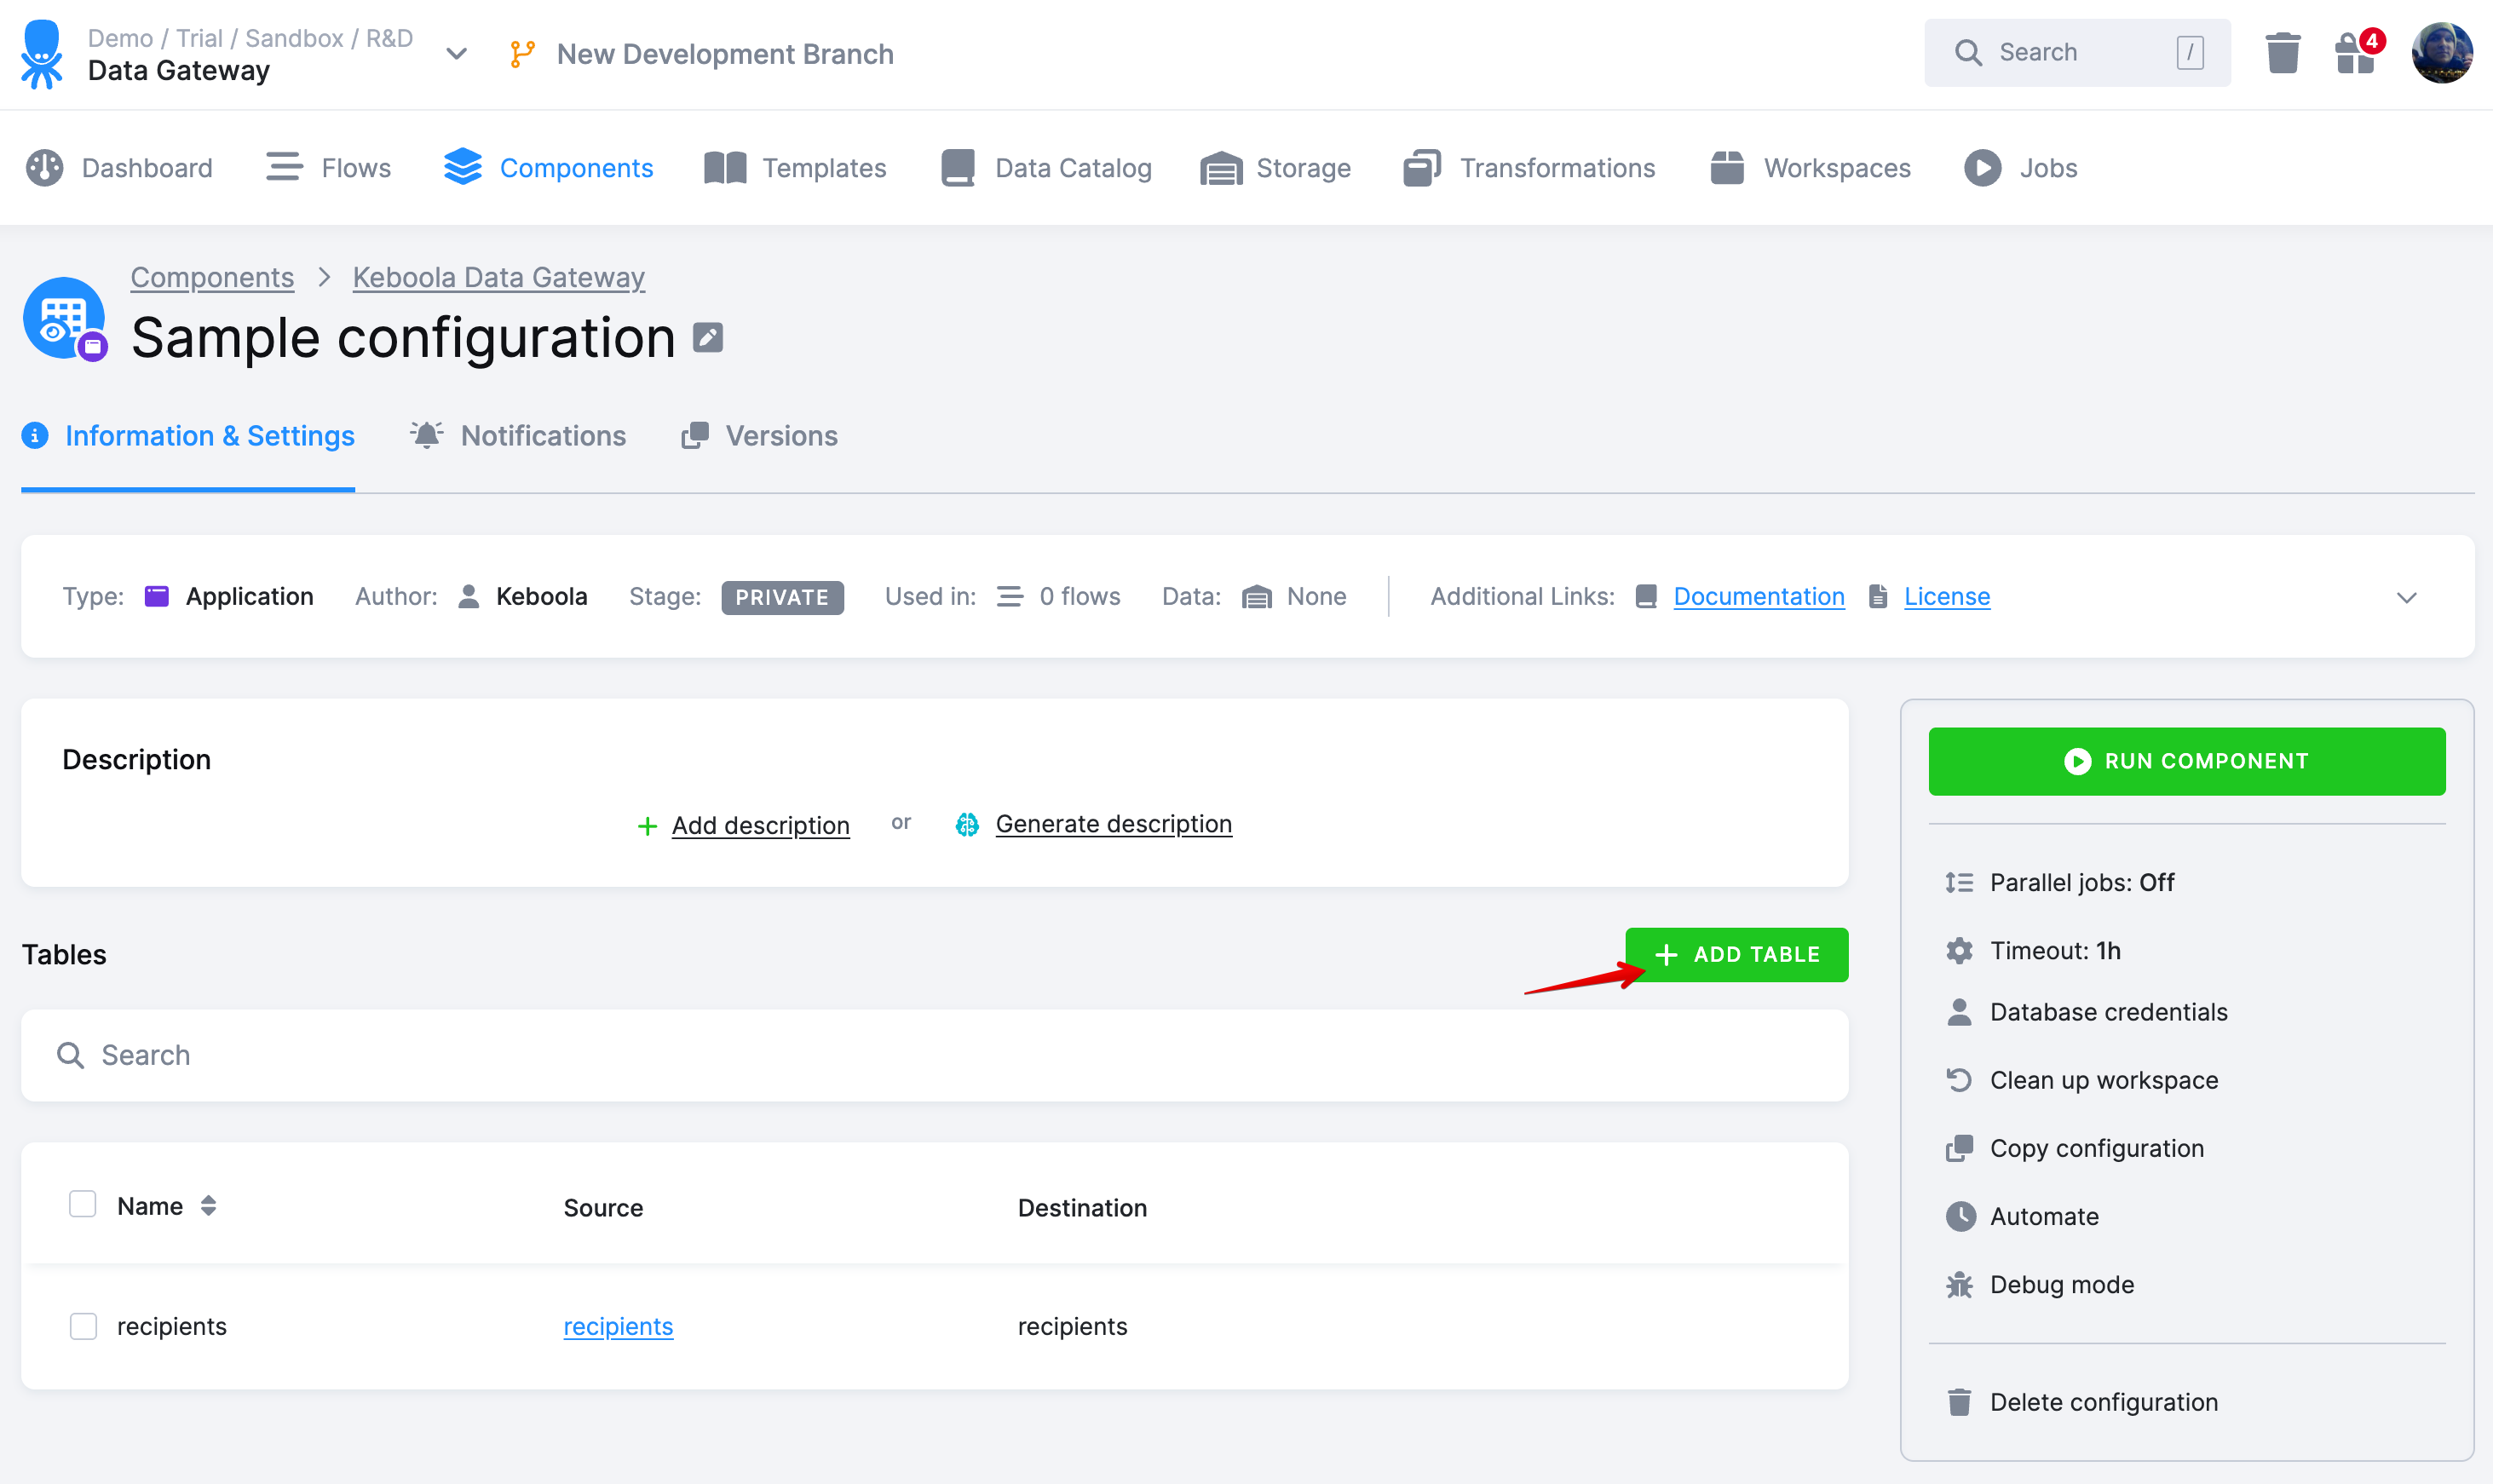 Demo / Trial / Sandbox / R&D
Data Gateway
New Development Branch
Search /
4
Dashboard Flows Components Templates Data Catalog Storage Transformations Workspaces Jobs
Components > Keboola Data Gateway
Sample configuration
Information & Settings Notifications Versions
Type: Application Author: Keboola Stage: PRIVATE Used in: 0 flows Data: None Additional Links: Documentation License
Description
+ Add description or Generate description
Tables
+ ADD TABLE
Search
Name Source Destination
recipients recipients recipients
RUN COMPONENT
Parallel jobs: Off
Timeout: 1h
Database credentials
Clean up workspace
Copy configuration
Automate
Debug mode
Delete configuration